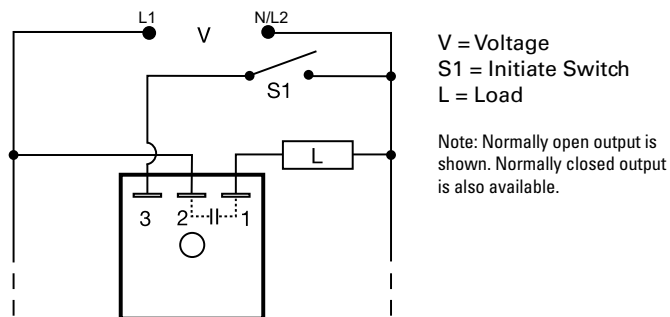 L1
V
N/L2
S1
L
3
2
1
V = Voltage
S1 = Initiate Switch
L = Load
Note: Normally open output is
shown. Normally closed output
is also available.